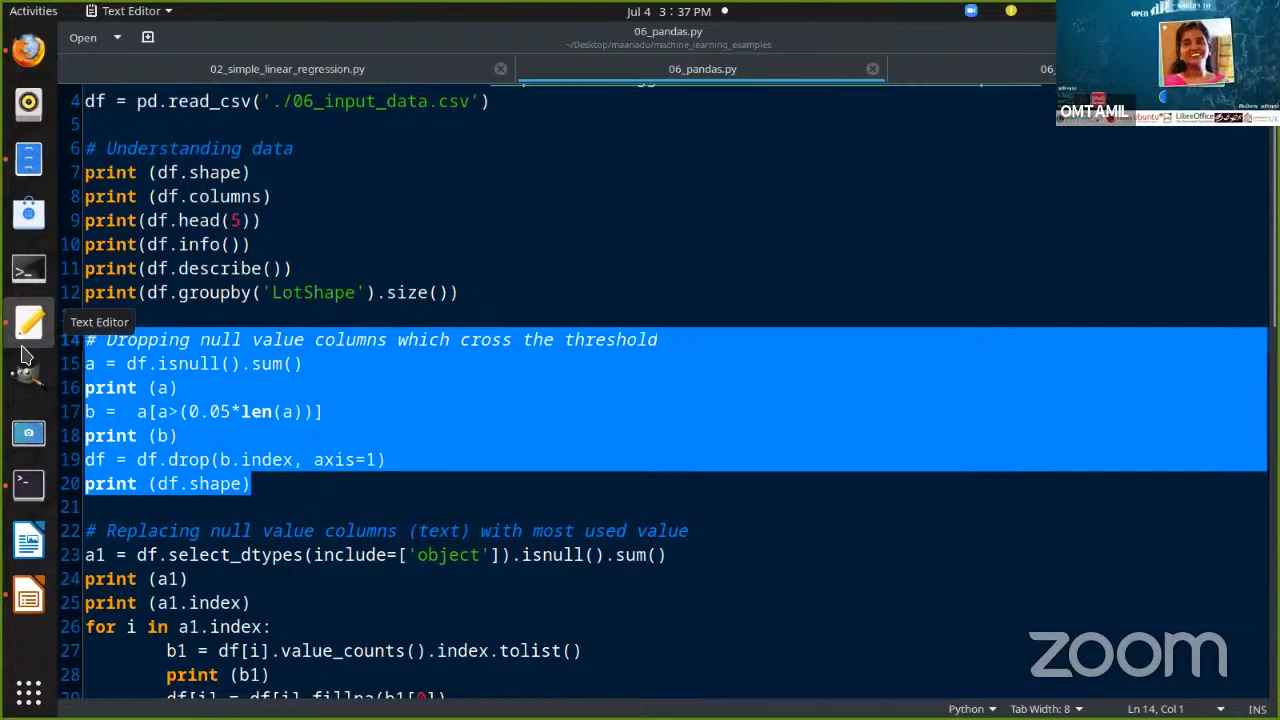 Activities
Text Editor
Jul 4 3:37 PM
Open
06_pandas.py
~/Desktop/maanadu/machine_learning_examples
02_simple_linear_regression.py
06_pandas.py
06
OPEN
OMTAMIL
ubuntu
LibreOffice
4 df = pd.read_csv('./06_input_data.csv')
5
6 # Understanding data
7 print (df.shape)
8 print (df.columns)
9 print(df.head(5))
10 print(df.info())
11 print(df.describe())
12 print(df.groupby('LotShape').size())
Text Editor
14 # Dropping null value columns which cross the threshold
15 a = df.isnull().sum()
16 print (a)
17 b =  a[a>(0.05*len(a))]
18 print (b)
19 df = df.drop(b.index, axis=1)
20 print (df.shape)
21
22 # Replacing null value columns (text) with most used value
23 a1 = df.select_dtypes(include=['object']).isnull().sum()
24 print (a1)
25 print (a1.index)
26 for i in a1.index:
27 b1 = df[i].value_counts().index.tolist()
28 print (b1)
29 df[i] = df[i].fillna(b1[0])
zoom
Python
Tab Width: 8
Ln 14, Col 1
INS